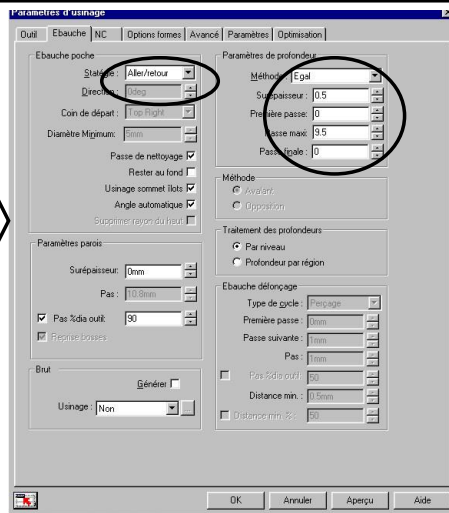 Paramètres d'usinage
Outil Ebauche NC Options formes Avancé Paramètres Optimisation
Ebauche poche
Statégie : Aller/retour
Direction : 0deg
Coin de départ : Top Right
Diamètre Minimum: 5mm
Passe de nettoyage
Rester au fond
Usinage sommet îlots
Angle automatique
Supprimer rayon du haut
Paramètres parois
Surépaisseur: 0mm
Pas : 10.8mm
Pas %dia outil: 90
Reprise bosses
Brut
Générer
Usinage : Non ...
Paramètres de profondeur
Méthode : Egal
Surépaisseur : 0.5
Première passe: 0
Passe maxi: 9.5
Passe finale : 0
Méthode
Avalant
Opposition
Traitement des profondeurs
Par niveau
Profondeur par région
Ebauche délonçage
Type de cycle : Perçage
Première passe : 0mm
Passe suivante : 1mm
Pas : 1mm
Pas %dia outil : 50
Distance min. : 0.5mm
Distance mini. % : 50
OK Annuler Aperçu Aide